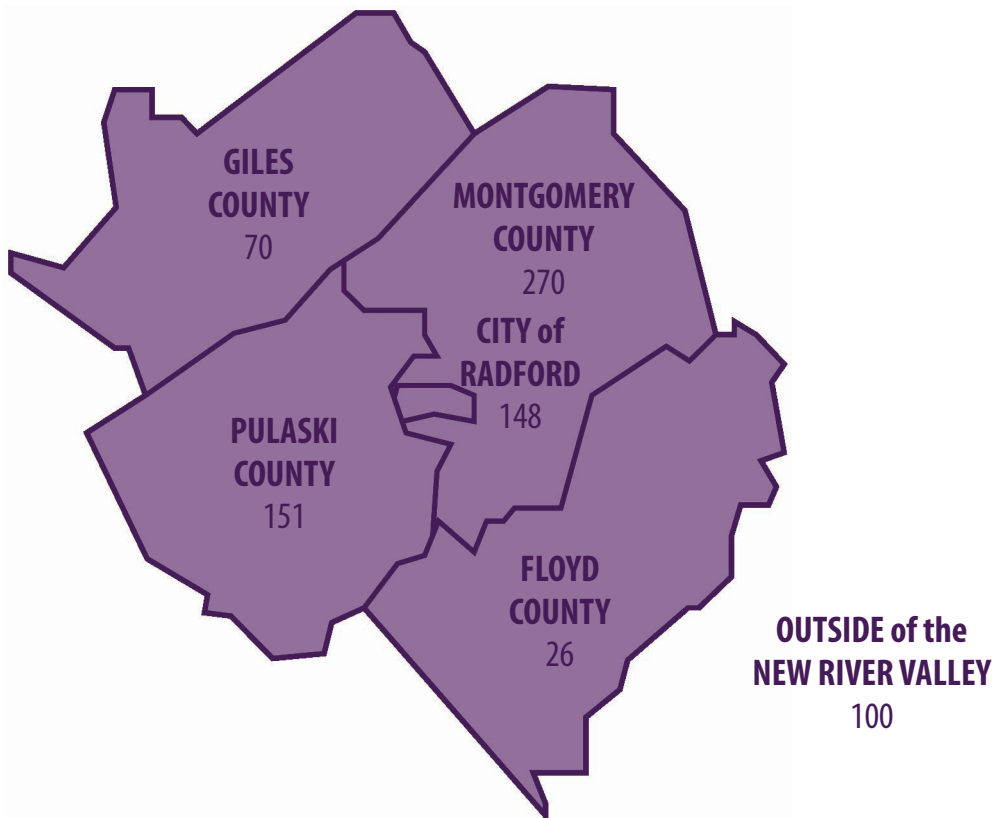 GILES
COUNTY
70
MONTGOMERY
COUNTY
270
CITY of
RADFORD
148
PULASKI
COUNTY
151
FLOYD
COUNTY
26
OUTSIDE of the
NEW RIVER VALLEY
100